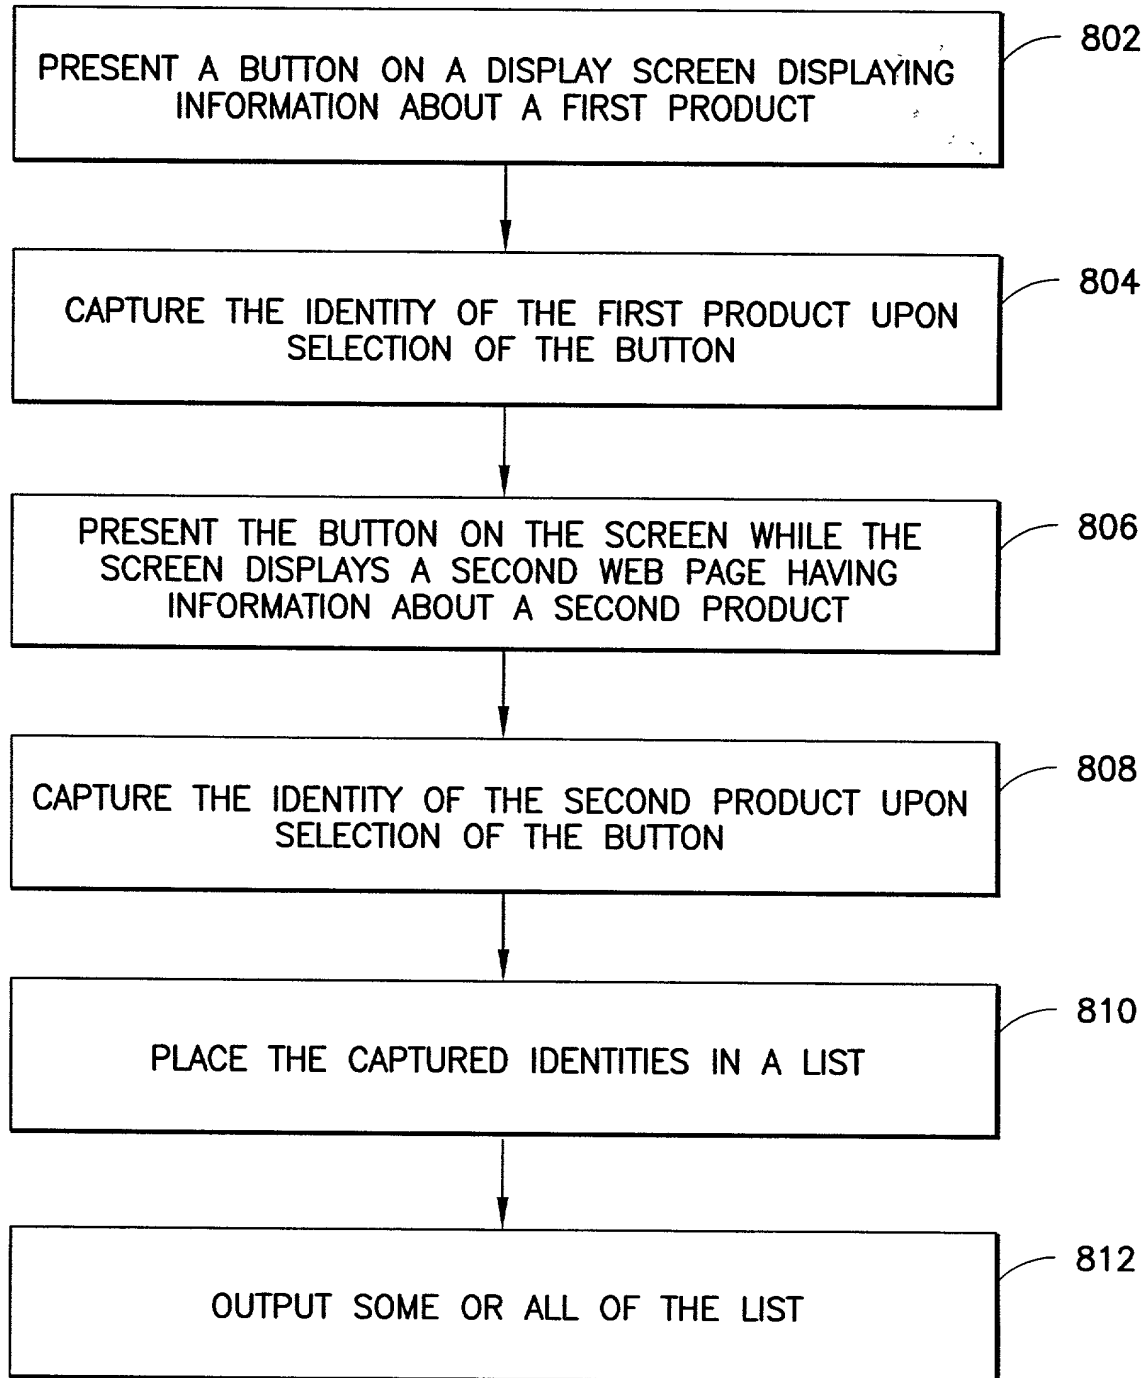 802
PRESENT A BUTTON ON A DISPLAY SCREEN DISPLAYING
INFORMATION ABOUT A FIRST PRODUCT
804
CAPTURE THE IDENTITY OF THE FIRST PRODUCT UPON
SELECTION OF THE BUTTON
806
PRESENT THE BUTTON ON THE SCREEN WHILE THE
SCREEN DISPLAYS A SECOND WEB PAGE HAVING
INFORMATION ABOUT A SECOND PRODUCT
808
CAPTURE THE IDENTITY OF THE SECOND PRODUCT UPON
SELECTION OF THE BUTTON
810
PLACE THE CAPTURED IDENTITIES IN A LIST
812
OUTPUT SOME OR ALL OF THE LIST